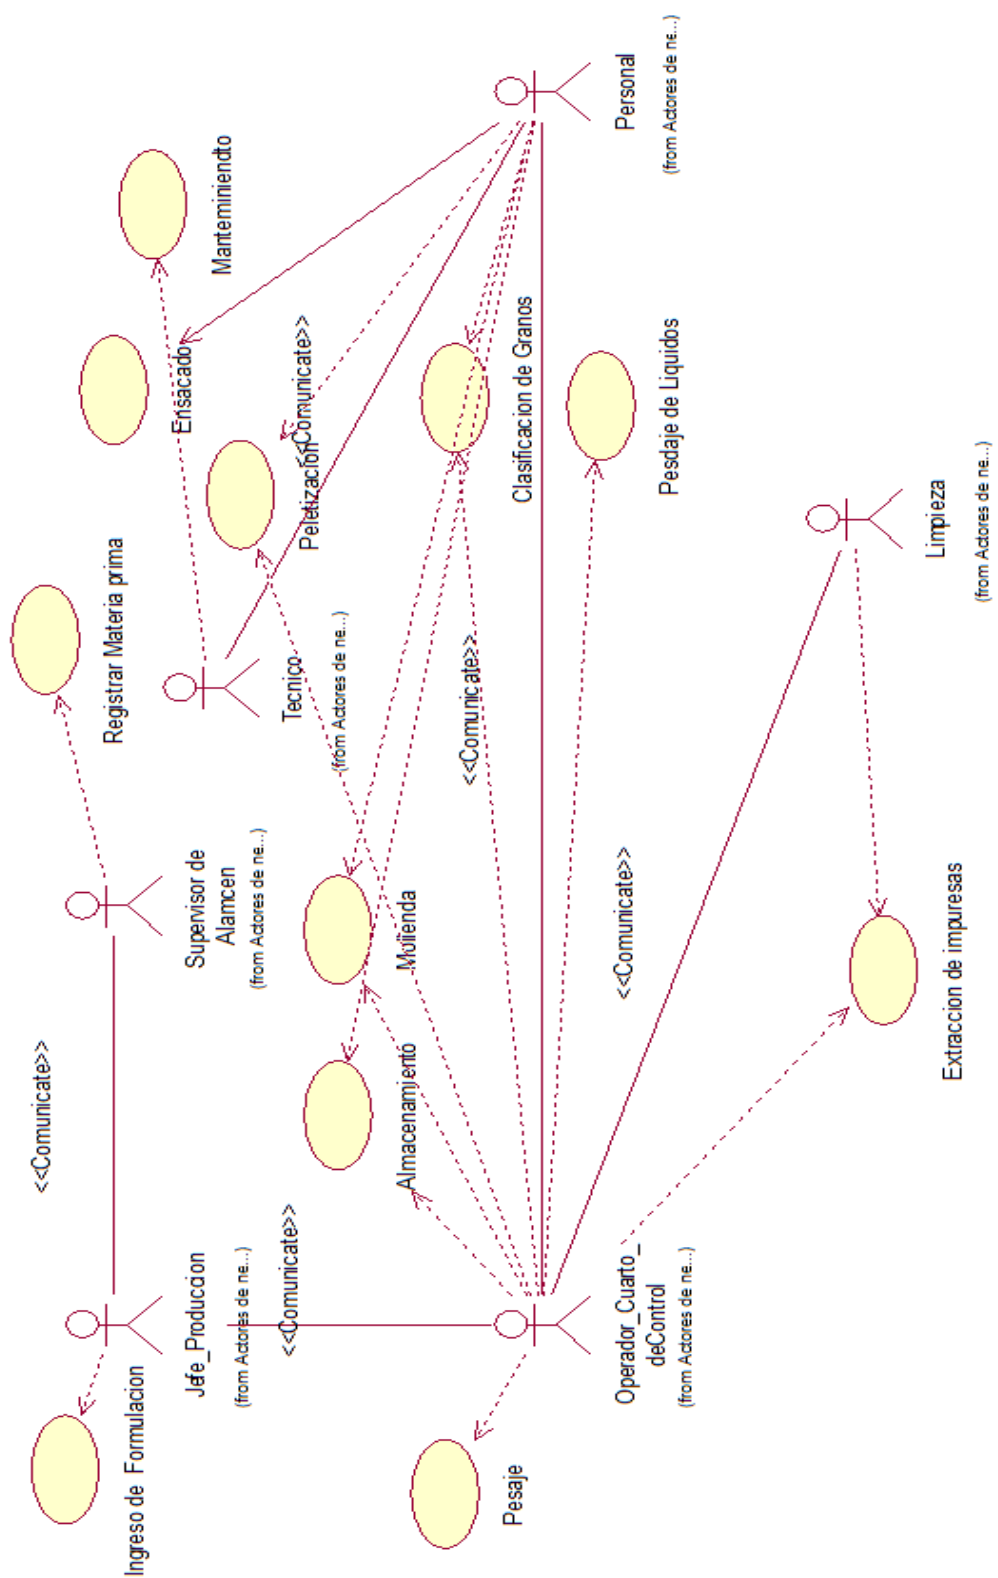 Ingreso de Formulacion
Jefe_Produccion
(from Actores de ne...)
<<Comunicate>>
Supervisor de
Alamcen
(from Actores de ne...)
Registrar Materia prima
Tecnico
(from Actores de ne...)
Ensacado
Manteminiendto
<<Comunicate>>
Almacenamiento
Molienda
Peletización
<<Comunicate>>
Clasificacion de Granos
<<Comunicate>>
Personal
(from Actores de ne...)
Pesaje
Operador_Cuarto_
deControl
(from Actores de ne...)
Pesdaje de Liquidos
<<Comunicate>>
Limpieza
(from Actores de ne...)
Extraccion de impuresas